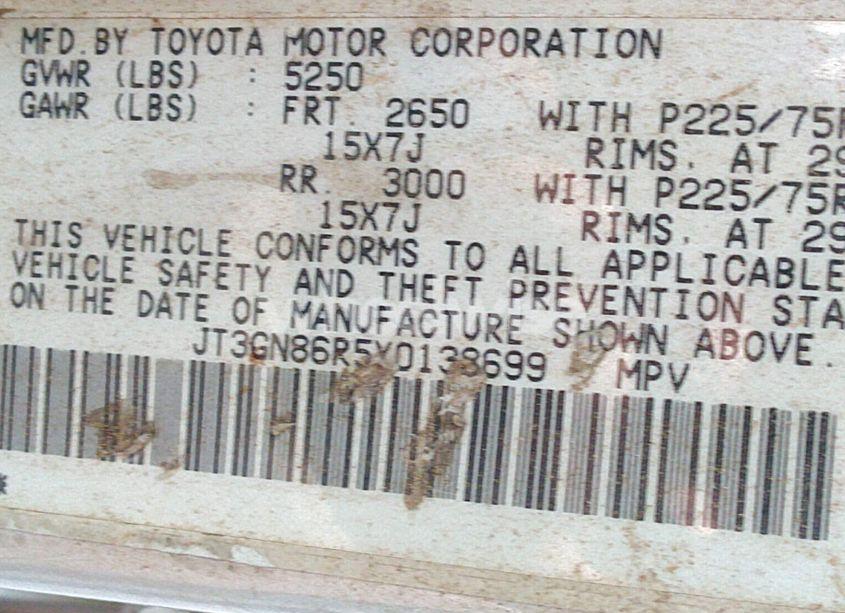 MFD.BY TOYOTA MOTOR CORPORATION
GVWR (LBS) : 5250
GAWR (LBS) : FRT. 2650 WITH P225/75R
15X7J RIMS, AT 29
RR. 3000 WITH P225/75R
15X7J RIMS, AT 29
THIS VEHICLE CONFORMS TO ALL APPLICABLE
VEHICLE SAFETY AND THEFT PREVENTION STA
ON THE DATE OF MANUFACTURE SHOWN ABOVE.
JT3GN86R5Y0138699 MPV
*